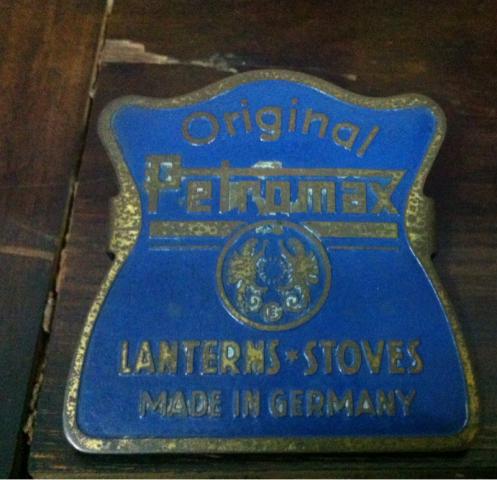 Original
Petromax
LANTERNS * STOVES
MADE IN GERMANY